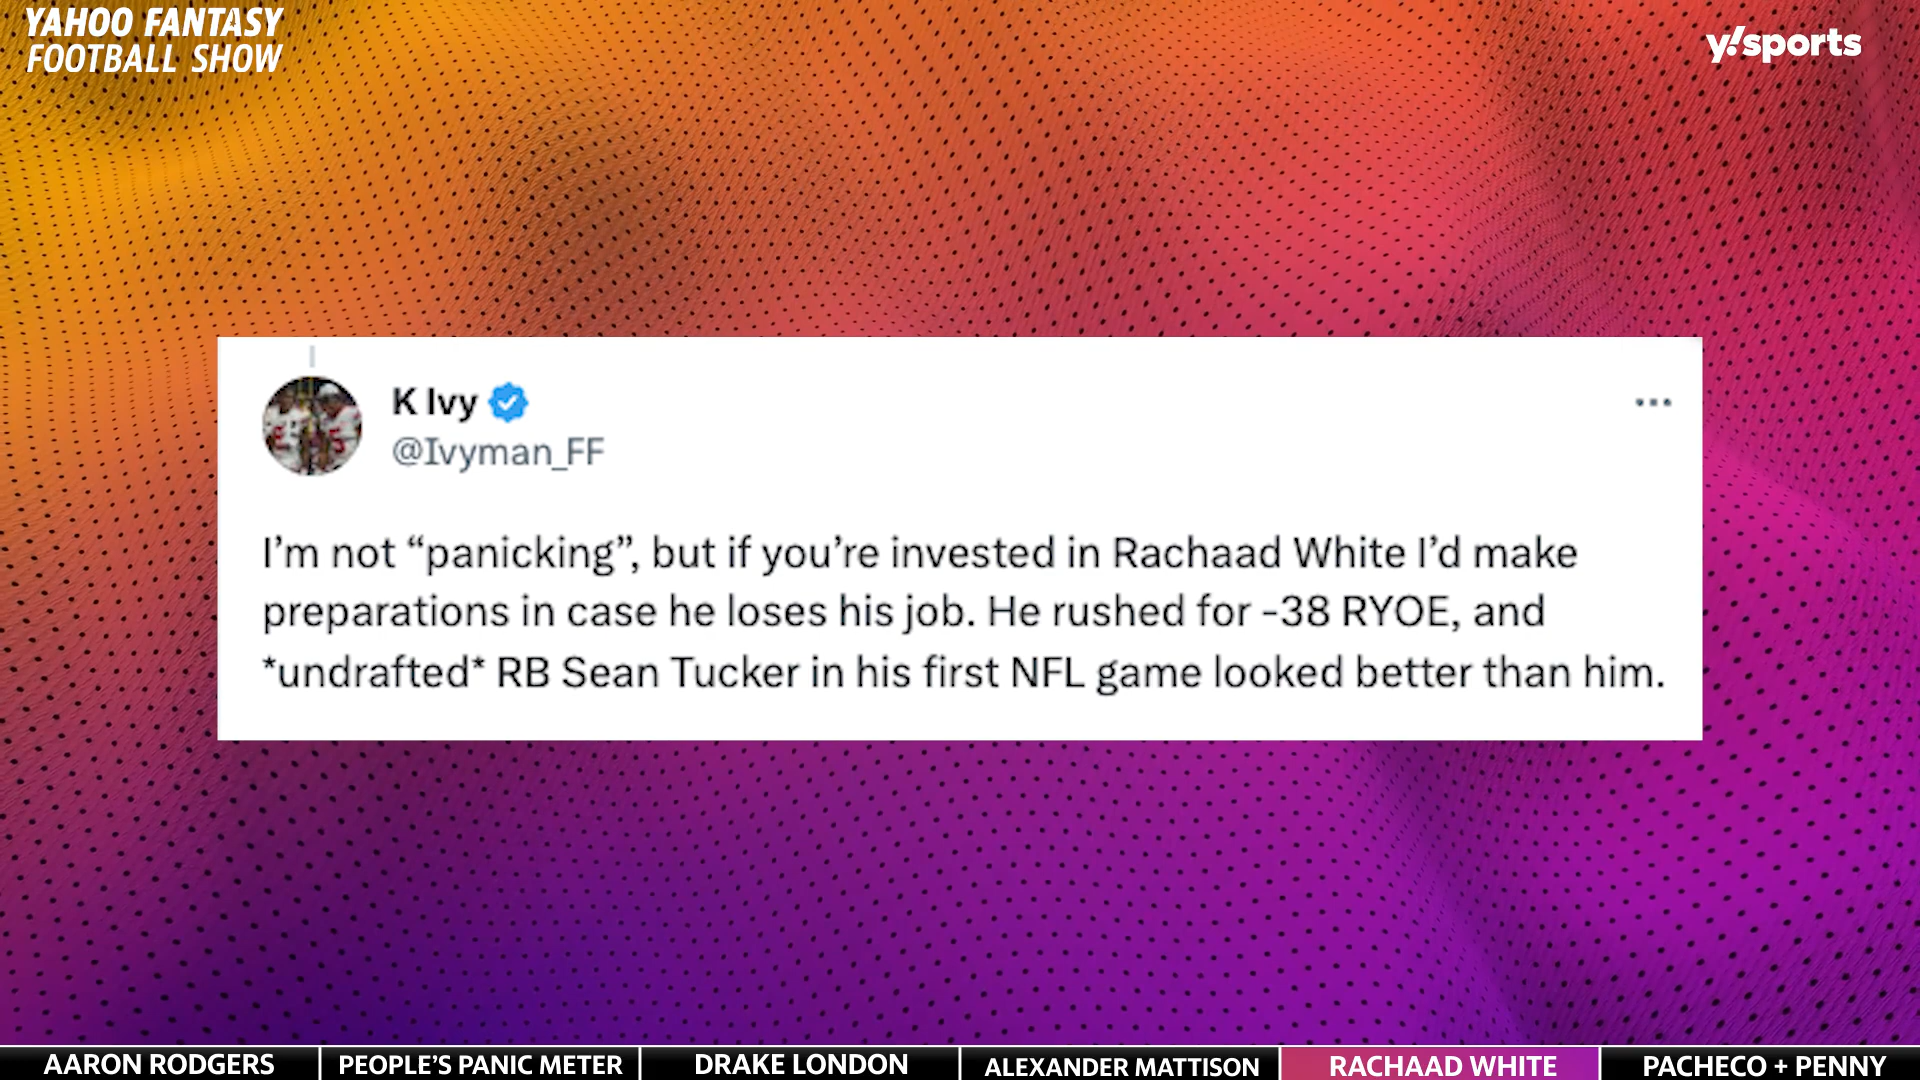 YAHOO FANTASY
FOOTBALL SHOW
y!sports
K Ivy
@Ivyman_FF
I’m not “panicking”, but if you’re invested in Rachaad White I’d make
preparations in case he loses his job. He rushed for -38 RYOE, and
*undrafted* RB Sean Tucker in his first NFL game looked better than him.
AARON RODGERS
PEOPLE’S PANIC METER
DRAKE LONDON
ALEXANDER MATTISON
RACHAAD WHITE
PACHECO + PENNY